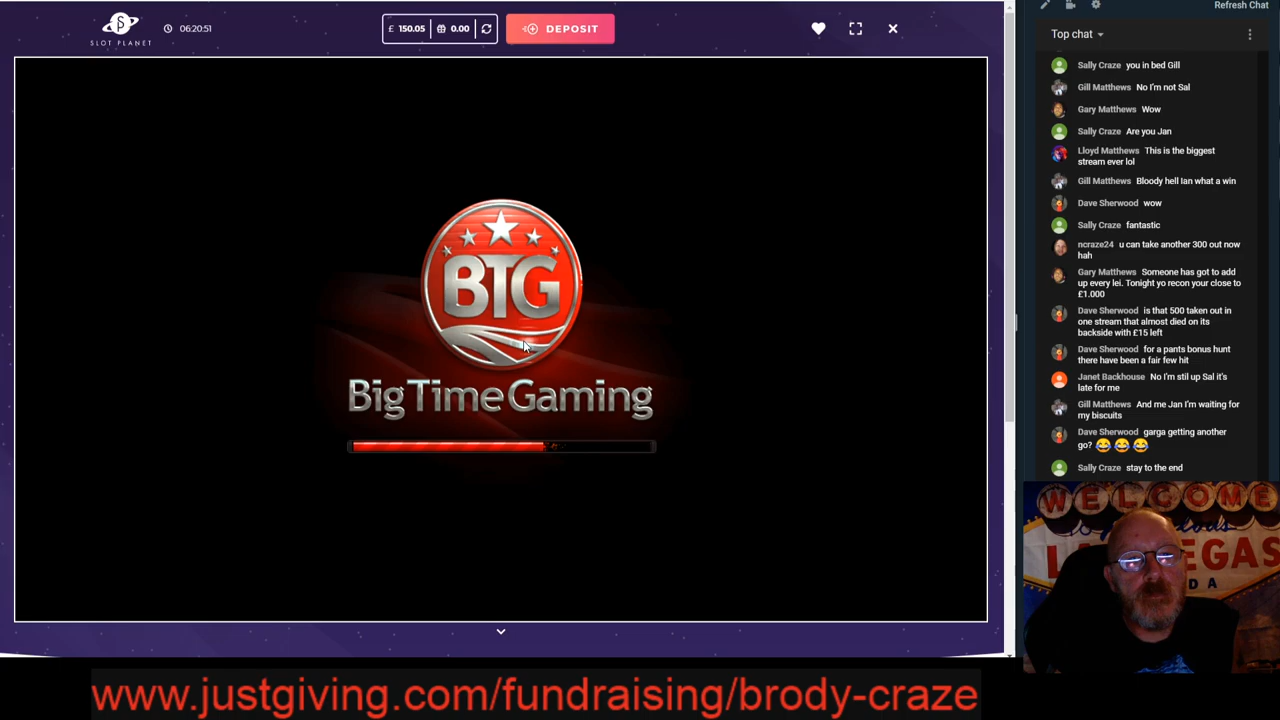 SLOT PLANET
06:20:51
£ 150.05 0.00
DEPOSIT
BTG
BigTimeGaming
Refresh Chat
Top chat
Sally Craze you in bed Gill
Gill Matthews No I'm not Sal
Gary Matthews Wow
Sally Craze Are you Jan
Lloyd Matthews This is the biggest
stream ever lol
Gill Matthews Bloody hell Ian what a win
Dave Sherwood wow
Sally Craze fantastic
ncraze24 u can take another 300 out now
hah
Gary Matthews Someone has got to add
up every lei. Tonight yo recon your close to
£1.000
Dave Sherwood is that 500 taken out in
one stream that almost died on its
backside with £15 left
Dave Sherwood for a pants bonus hunt
there have been a fair few hit
Janet Backhouse No I'm stil up Sal it's
late for me
Gill Matthews And me Jan I'm waiting for
my biscuits
Dave Sherwood garga getting another
go? 😂 😂 😂
Sally Craze stay to the end
WELCOME
VEGAS
www.justgiving.com/fundraising/brody-craze